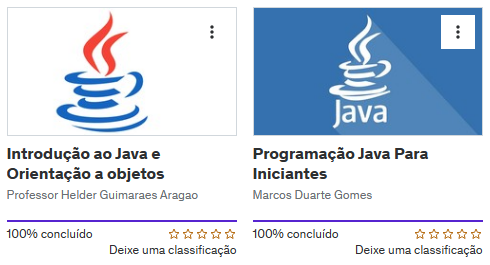 Introdução ao Java e
Orientação a objetos
Professor Helder Guimaraes Aragao
100% concluído
Deixe uma classificação
Java
Programação Java Para
Iniciantes
Marcos Duarte Gomes
100% concluído
Deixe uma classificação